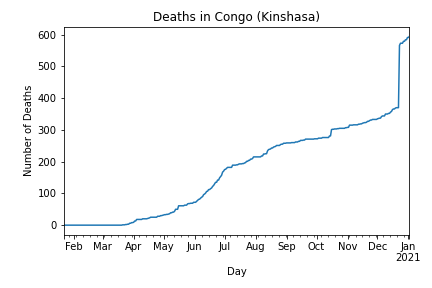 Deaths in Congo (Kinshasa)
Number of Deaths
600
500
400
300
200
100
0
Feb Mar Apr May Jun Jul Aug Sep Oct Nov Dec Jan
2021
Day